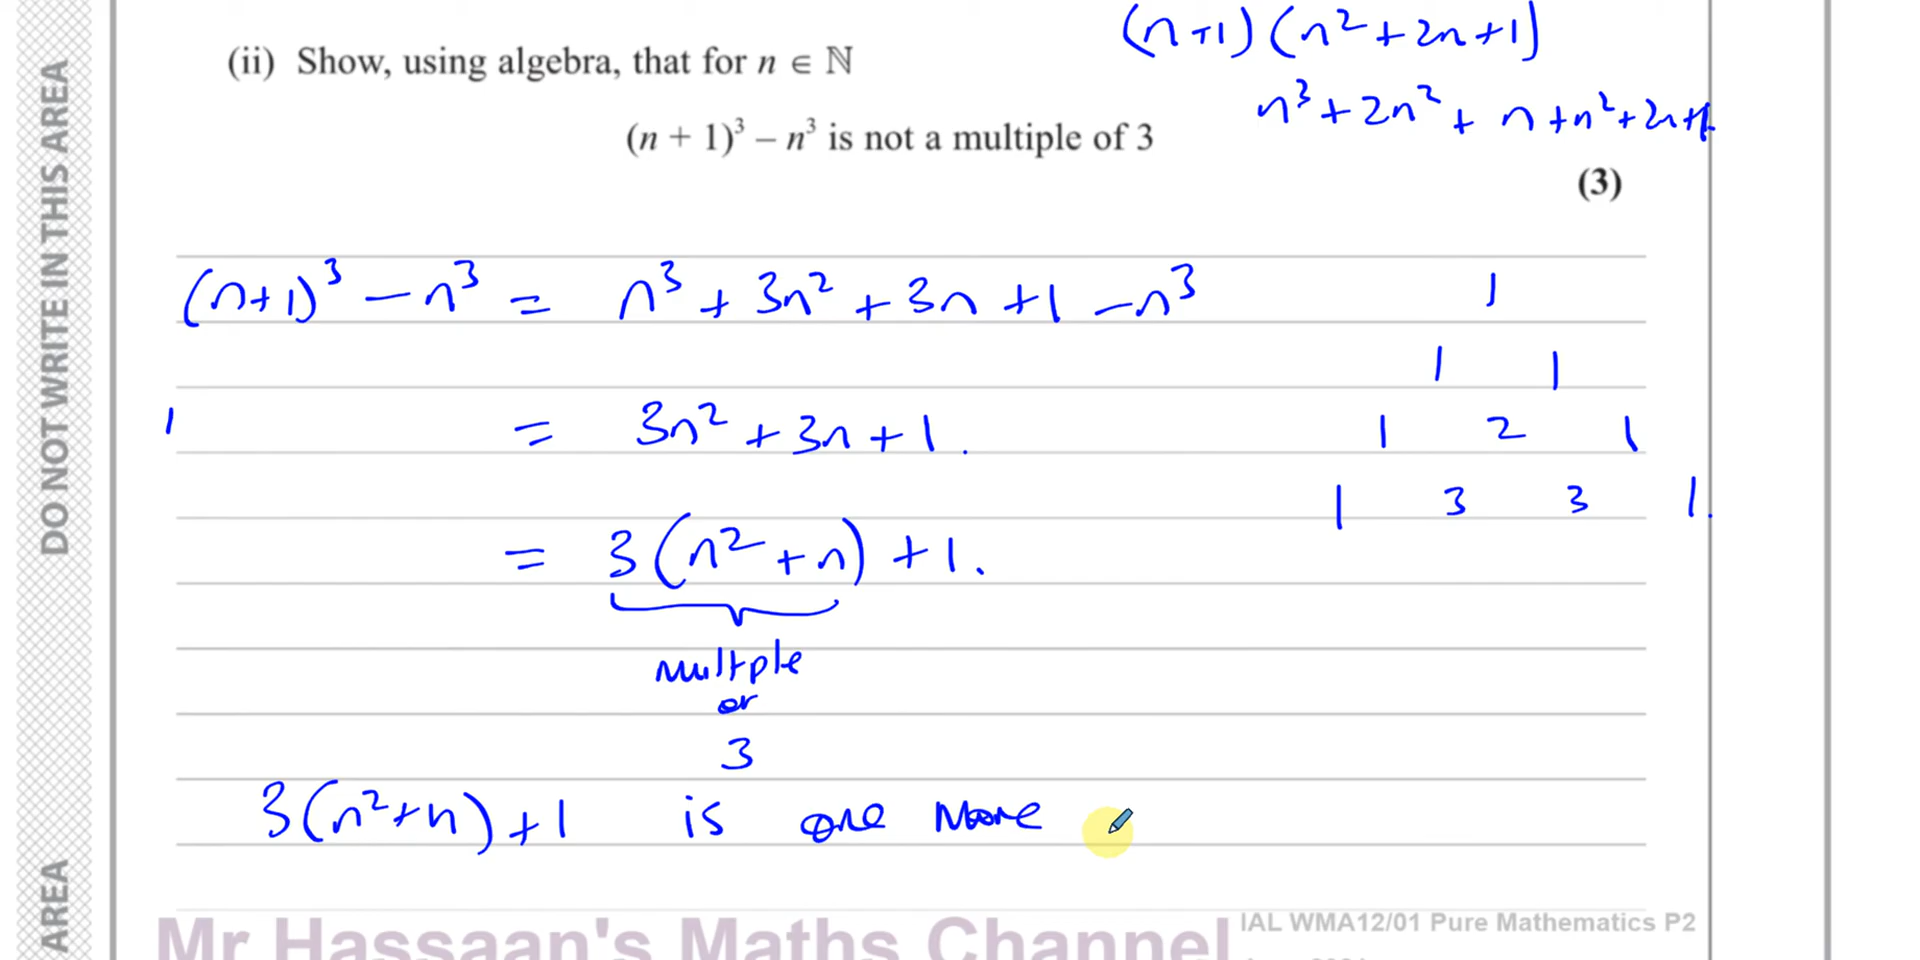 (n+1)(n²+2n+1)
(ii) Show, using algebra, that for n ∈ ℕ
n³+2n²+n+n²+2n+1
(n + 1)³ – n³ is not a multiple of 3
(3)
(n+1)³ – n³ = n³ + 3n² + 3n + 1 – n³
1
1 1
1
= 3n² + 3n + 1.
1 2 1
1 3 3 1.
= 3(n² + n) + 1.
multple
or
3
3(n²+n)+1 is one more
DO NOT WRITE IN THIS AREA
AREA
Mr Hassaan's Maths Channel
IAL WMA12/01 Pure Mathematics P2